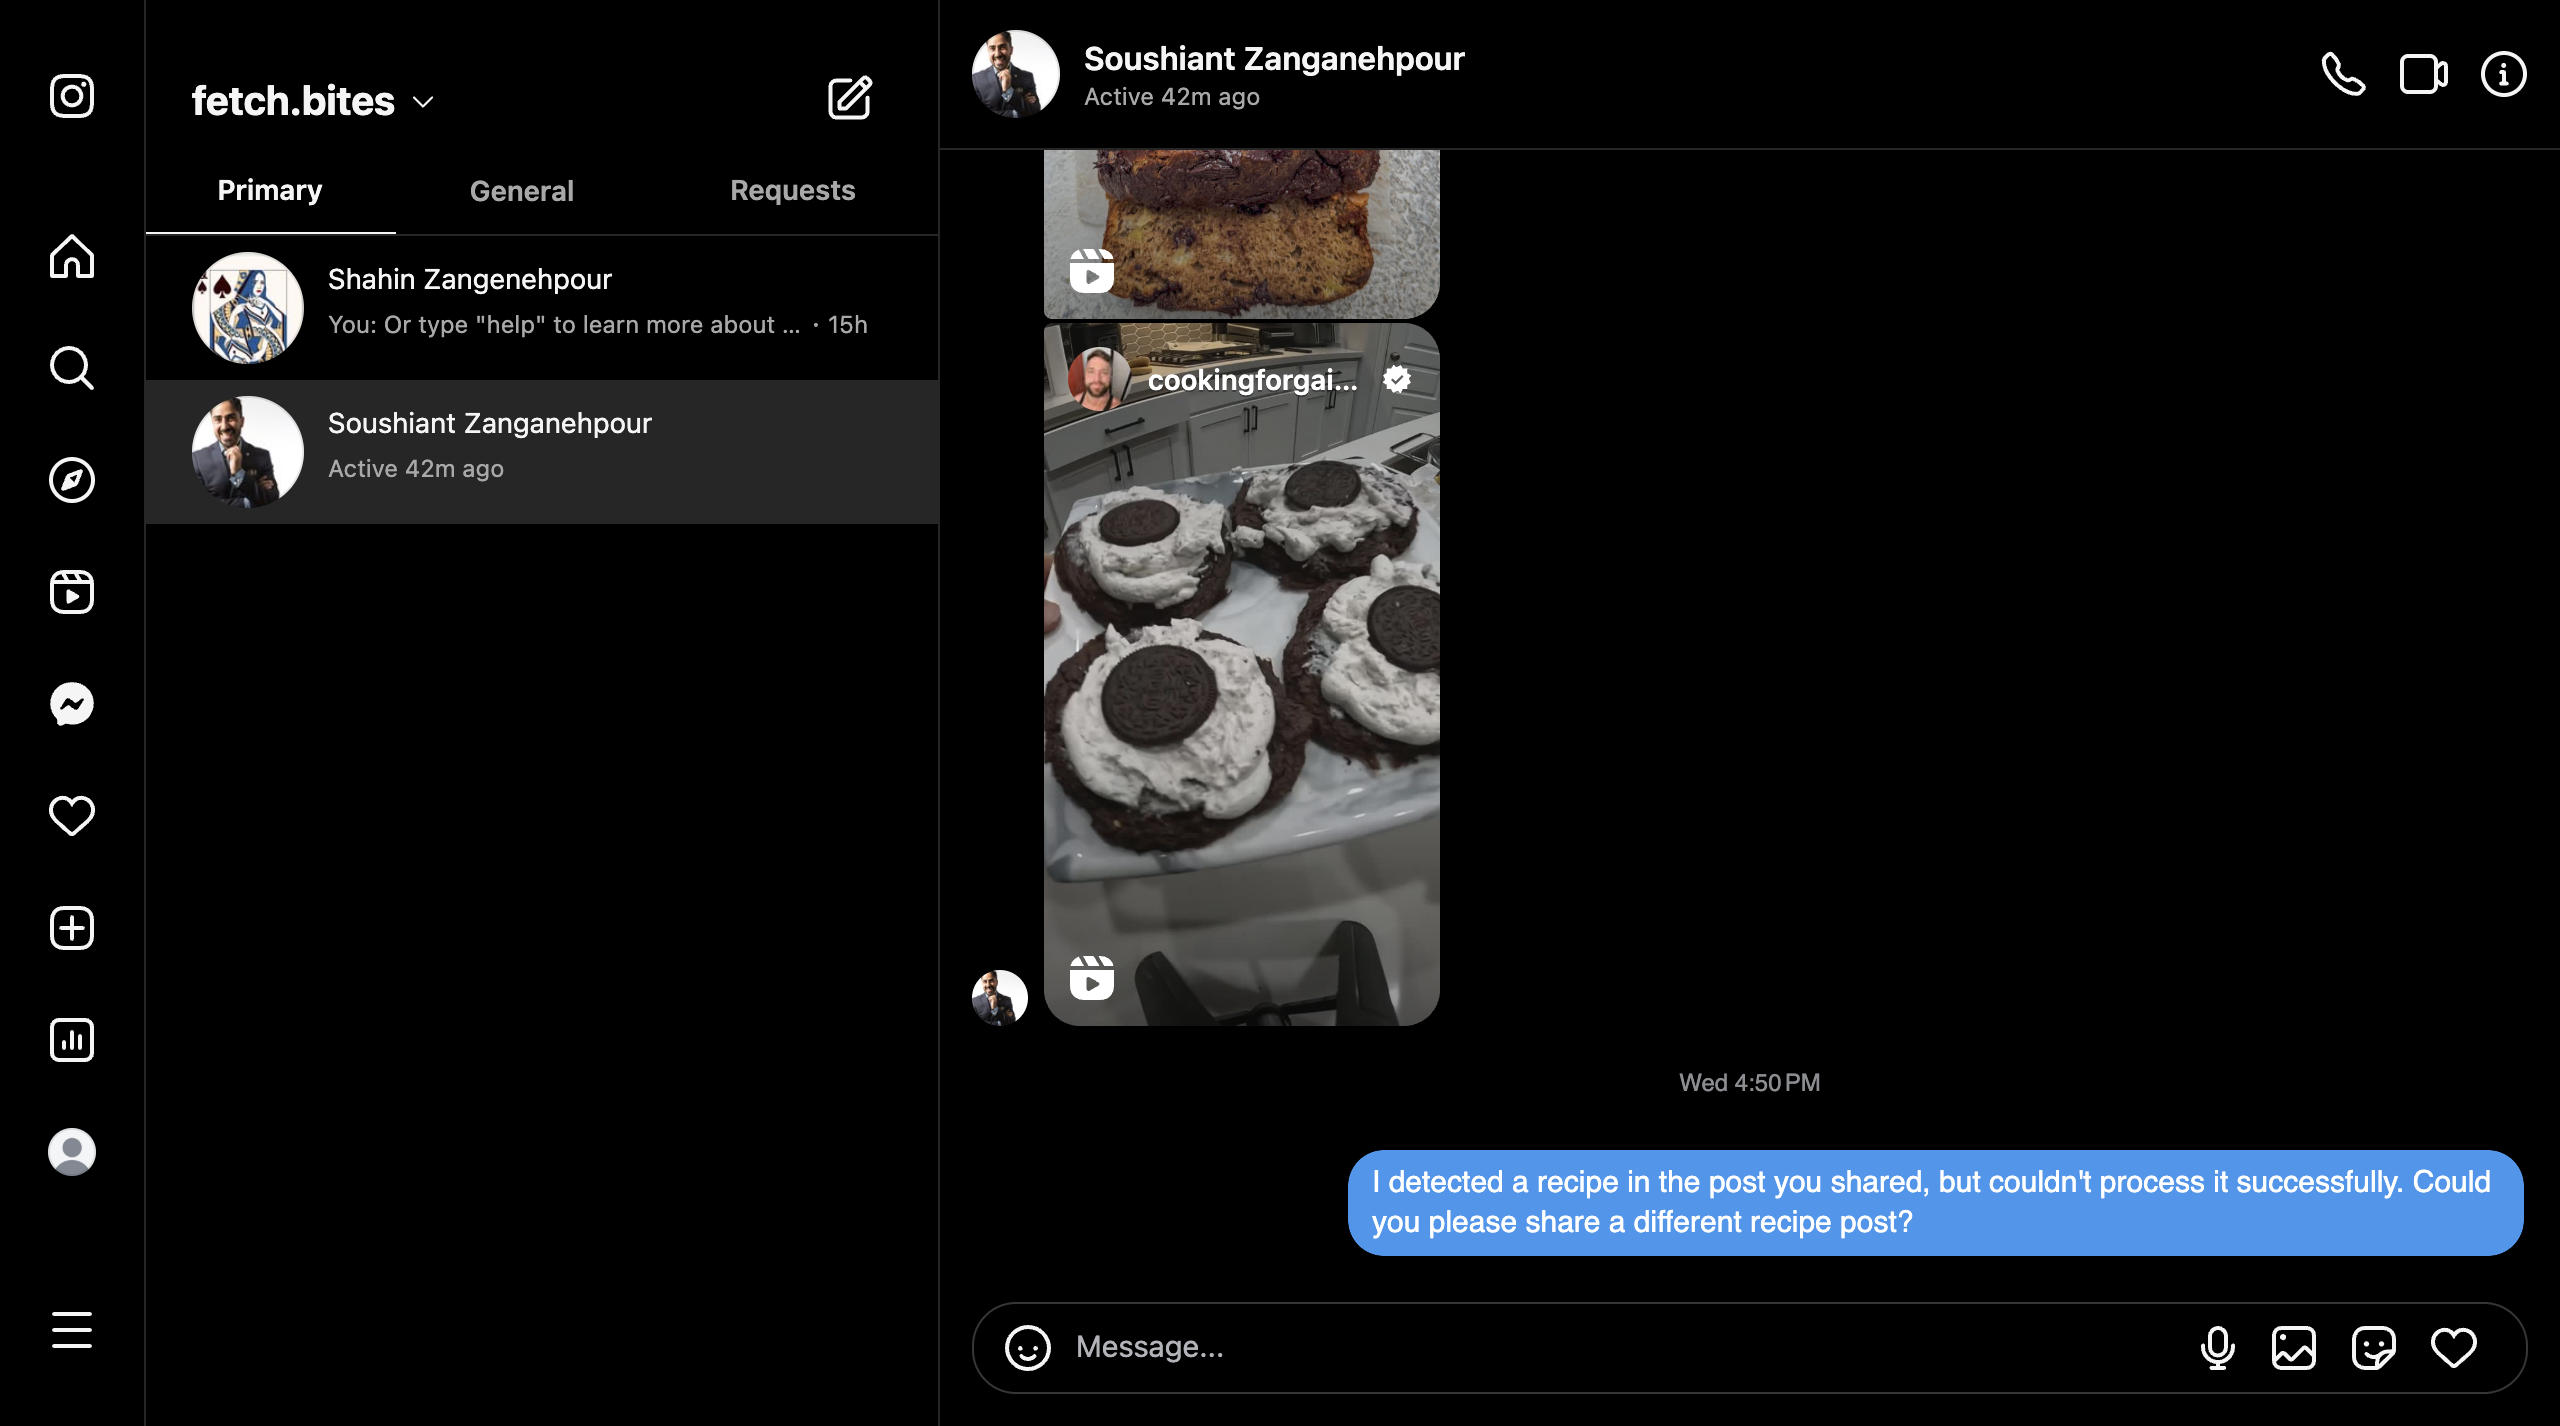 fetch.bites
Primary
General
Requests
Shahin Zangenehpour
You: Or type "help" to learn more about ... · 15h
Soushiant Zanganehpour
Active 42m ago
Soushiant Zanganehpour
Active 42m ago
cookingforgai...
Wed 4:50 PM
I detected a recipe in the post you shared, but couldn't process it successfully. Could
you please share a different recipe post?
Message...